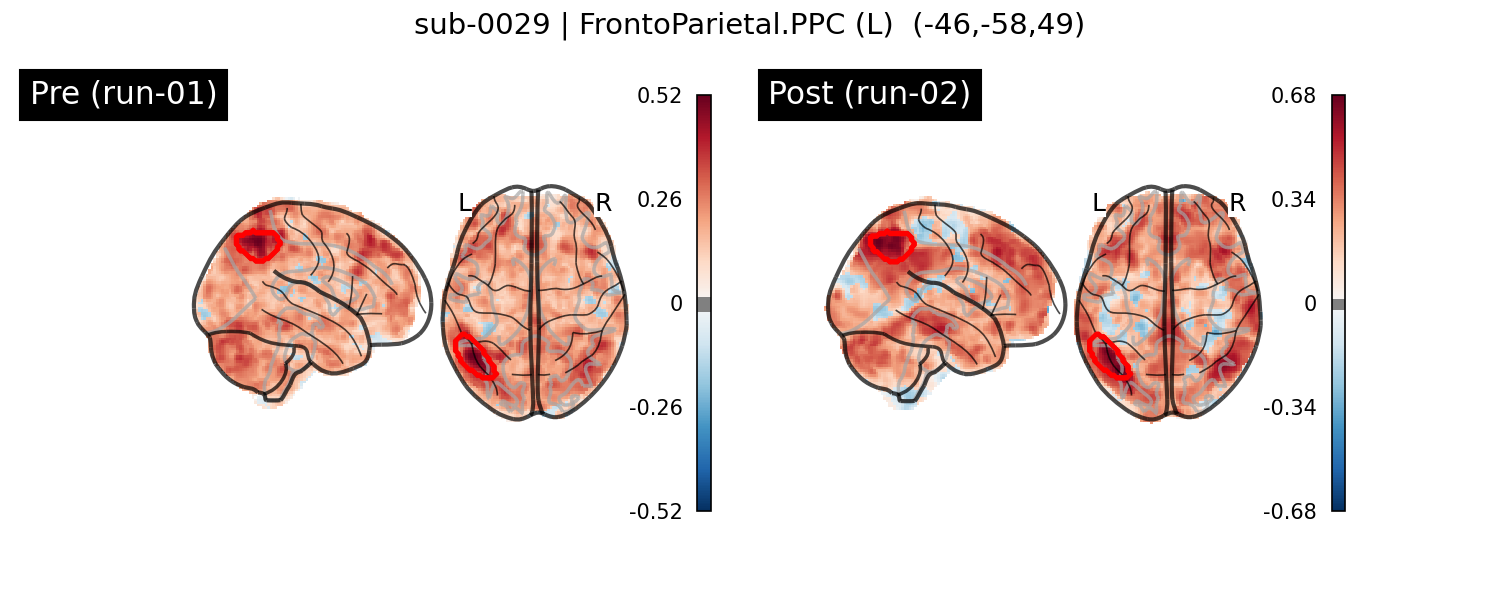 sub-0029 | FrontoParietal.PPC (L)  (-46,-58,49)
Pre (run-01)
L
R
0.52
0.26
0
-0.26
-0.52
Post (run-02)
L
R
0.68
0.34
0
-0.34
-0.68